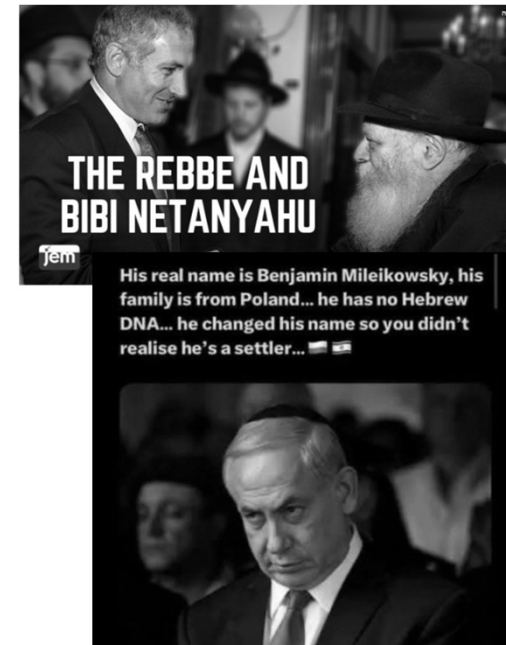 THE REBBE AND
BIBI NETANYAHU
jem
His real name is Benjamin Mileikowsky, his
family is from Poland... he has no Hebrew
DNA... he changed his name so you didn't
realise he's a settler...